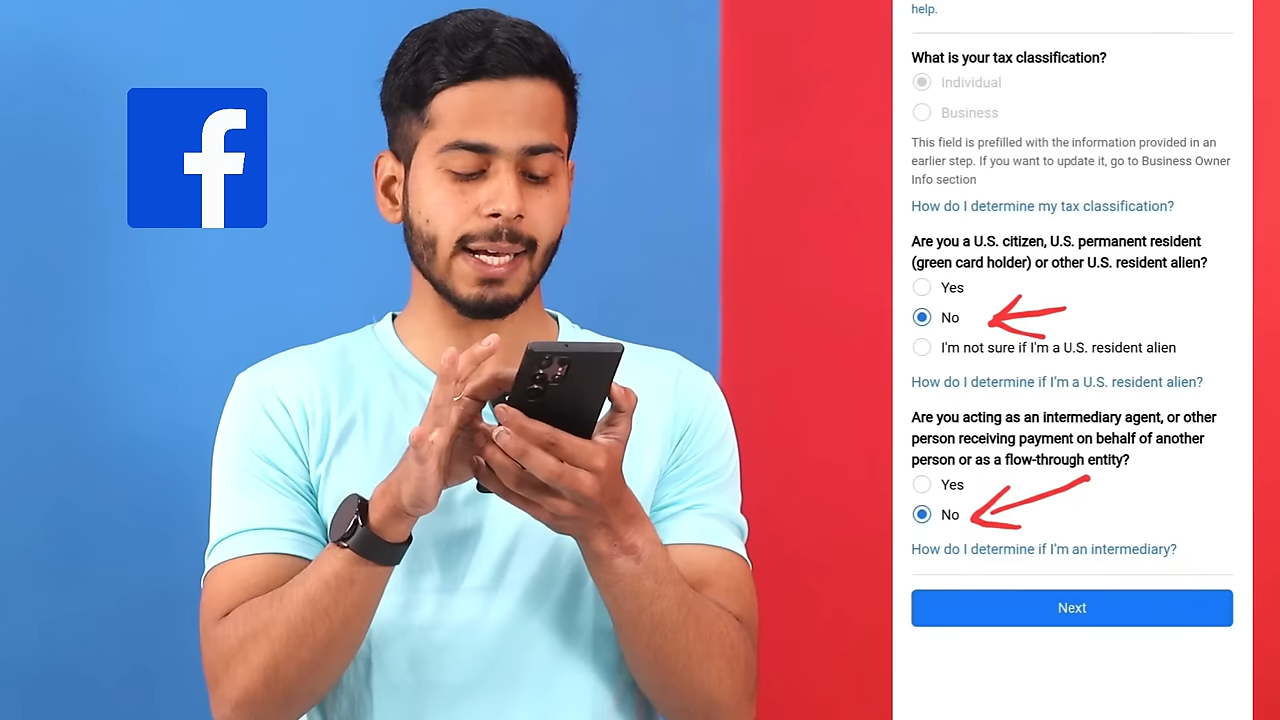 f
help.
What is your tax classification?
Individual
Business
This field is prefilled with the information provided in an
earlier step. If you want to update it, go to Business Owner
Info section
How do I determine my tax classification?
Are you a U.S. citizen, U.S. permanent resident
(green card holder) or other U.S. resident alien?
Yes
No
I'm not sure if I'm a U.S. resident alien
How do I determine if I'm a U.S. resident alien?
Are you acting as an intermediary agent, or other
person receiving payment on behalf of another
person or as a flow-through entity?
Yes
No
How do I determine if I'm an intermediary?
Next